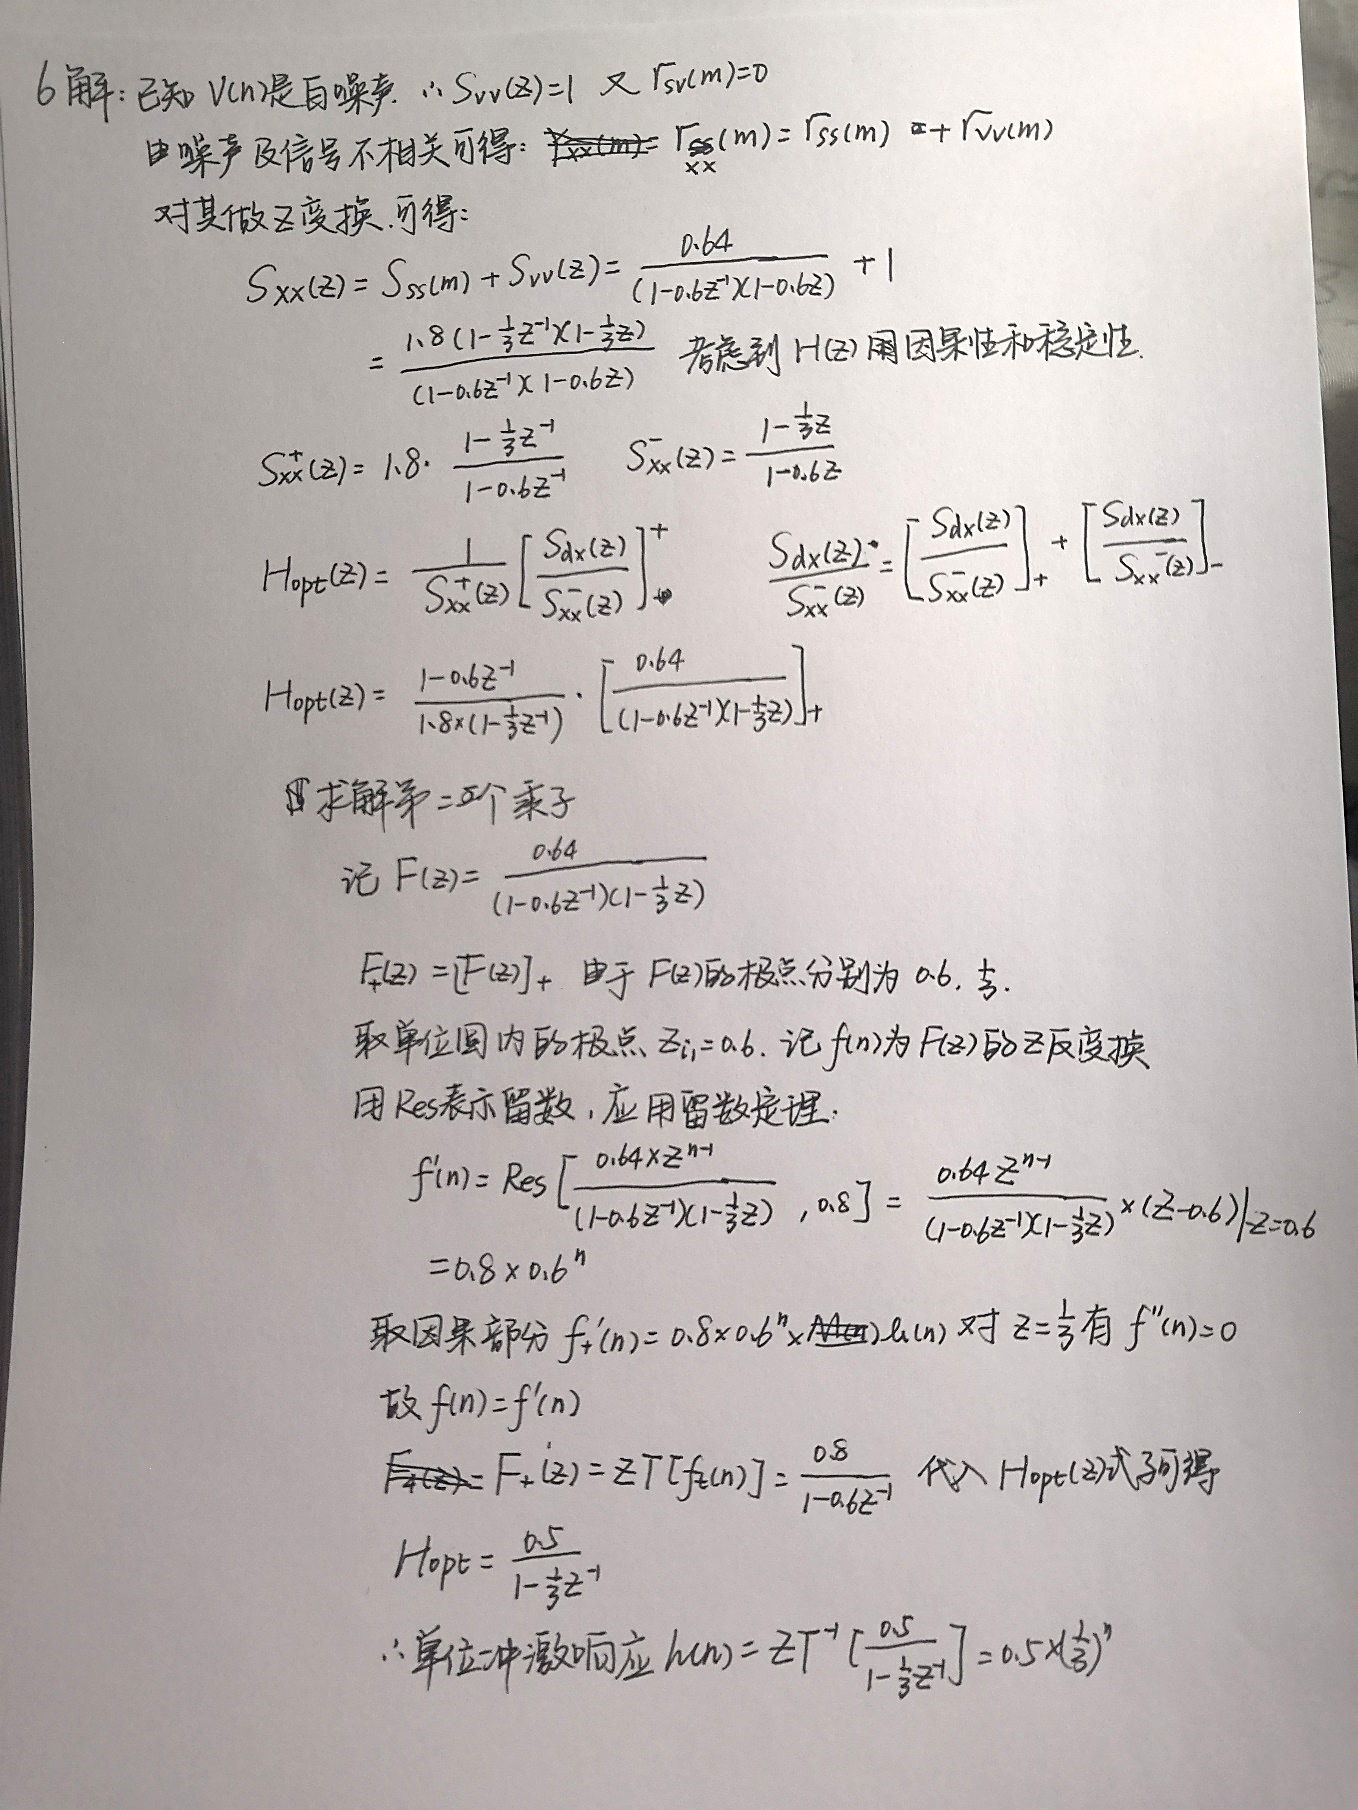 6解: 已知 V(n)是白噪声. ∴ Svv(z)=1 又 rsv(m)=0
由噪声及信号不相关可得: rxx(m) = rss(m) + rvv(m)
对其做Z变换.可得:
Sxx(z) = Sss(m) + Svv(z) = 0.64/((1-0.6z⁻¹)(1-0.6z)) + 1
= 1.8(1-⅓z⁻¹)(1-⅓z)/((1-0.6z⁻¹)(1-0.6z)) 考虑到 H(z) 用因果性和稳定性.
Sxx⁺(z) = 1.8· (1-⅓z⁻¹)/(1-0.6z⁻¹) Sxx⁻(z) = (1-⅓z)/(1-0.6z)
Hopt(z) = 1/Sxx⁺(z) [Sdx(z)/Sxx⁻(z)]₊ Sdx(z)/Sxx⁻(z) = [Sdx(z)/Sxx⁻(z)]₊ + [Sdx(z)/Sxx⁻(z)]₋
Hopt(z) = (1-0.6z⁻¹)/(1.8×(1-⅓z⁻¹)) · [0.64/((1-0.6z⁻¹)(1-⅓z))]₊
求解第二个乘子
记 F(z) = 0.64/((1-0.6z⁻¹)(1-⅓z))
F₊(z) = [F(z)]₊ 由于 F(z)的极点分别为 0.6, ⅓.
取单位圆内的极点 Zi₁=0.6. 记 f(n)为F(z)的Z反变换
用Res表示留数, 应用留数定理:
f'(n) = Res[0.64×zⁿ⁻¹/((1-0.6z⁻¹)(1-⅓z)), 0.8] = 0.64zⁿ⁻¹/((1-0.6z⁻¹)(1-⅓z)) ×(z-0.6)|z=0.6
= 0.8×0.6ⁿ
取因果部分 f₊'(n) = 0.8×0.6ⁿ×u(n) 对 z=⅓有 f''(n)=0
故 f(n)=f'(n)
F₊(z) = ZT[f₊(n)] = 0.8/(1-0.6z⁻¹) 代入 Hopt(z)式子可得
Hopt = 0.5/(1-⅓z⁻¹)
∴单位冲激响应 h(n) = ZT⁻¹[0.5/(1-⅓z⁻¹)] = 0.5×(⅓)ⁿ